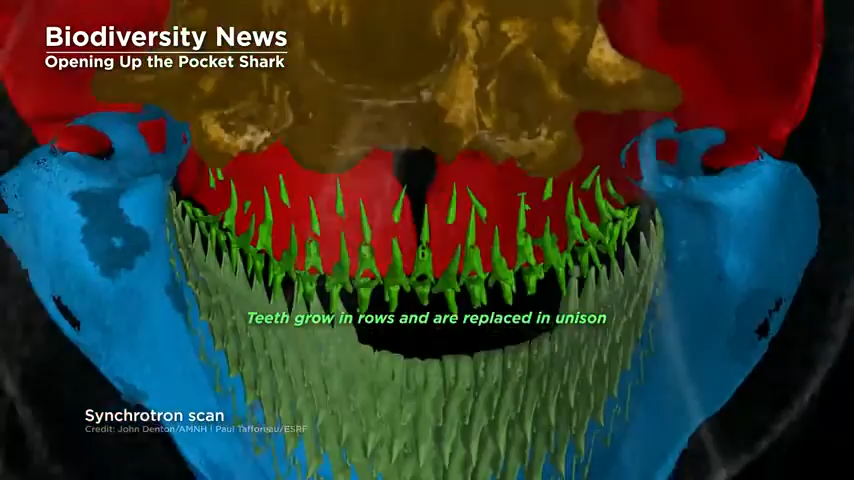 Biodiversity News
Opening Up the Pocket Shark
Teeth grow in rows and are replaced in unison
Synchrotron scan
Credit: John Denton/AMNH | Paul Tafforeau/ESRF